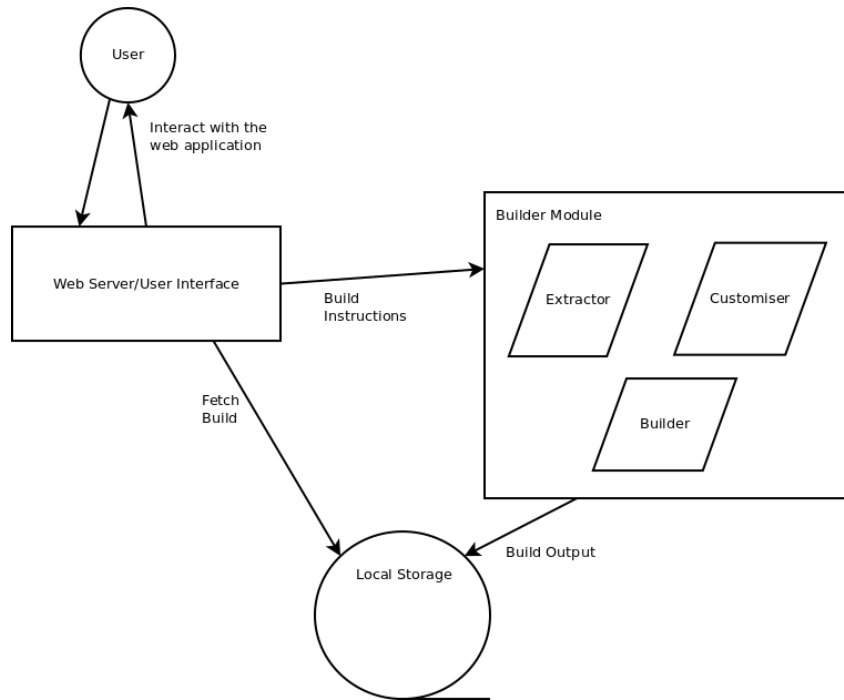 User
Interact with the
web application
Web Server/User Interface
Build
Instructions
Builder Module
Extractor
Customiser
Builder
Fetch
Build
Build Output
Local Storage